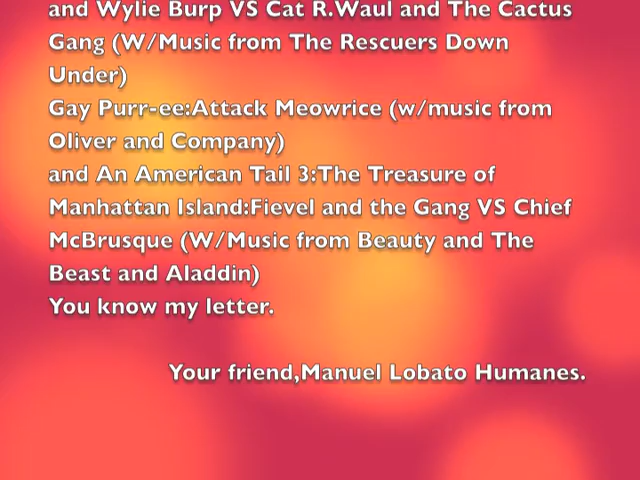 and Wylie Burp VS Cat R.Waul and The Cactus
Gang (W/Music from The Rescuers Down
Under)
Gay Purr-ee:Attack Meowrice (w/music from
Oliver and Company)
and An American Tail 3:The Treasure of
Manhattan Island:Fievel and the Gang VS Chief
McBrusque (W/Music from Beauty and The
Beast and Aladdin)
You know my letter.
Your friend,Manuel Lobato Humanes.